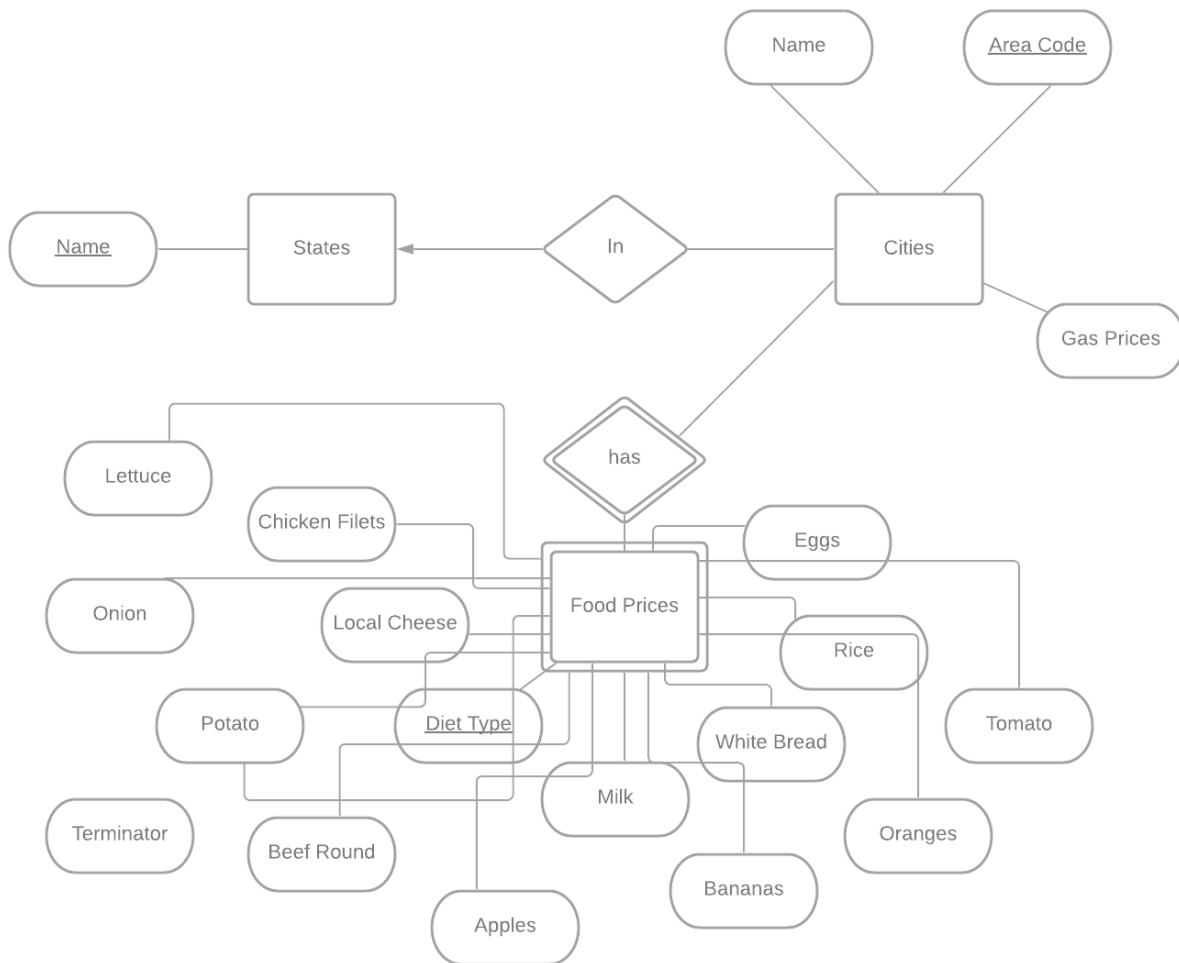 Name
Area Code
Name
States
In
Cities
Gas Prices
Lettuce
has
Chicken Filets
Eggs
Onion
Local Cheese
Food Prices
Rice
Potato
Diet Type
White Bread
Tomato
Terminator
Beef Round
Milk
Oranges
Apples
Bananas